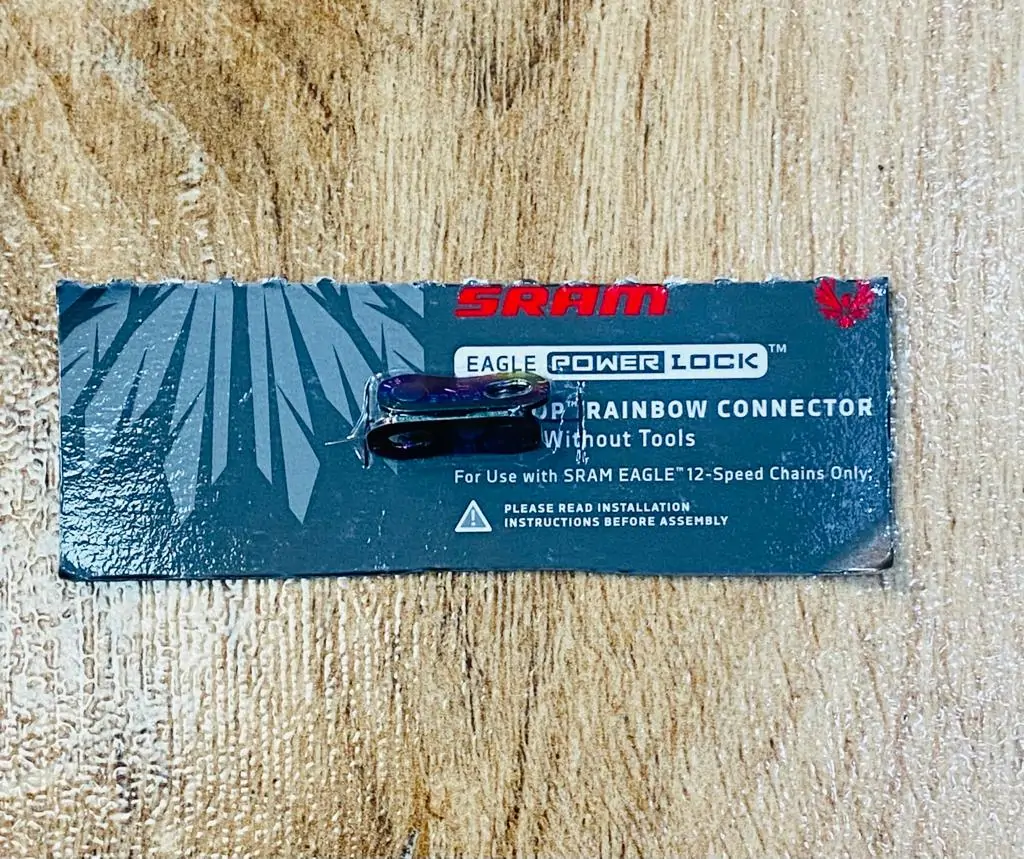 SRAM
EAGLE POWER LOCK™
OP™ RAINBOW CONNECTOR
Without Tools
For Use with SRAM EAGLE™ 12-Speed Chains Only.
PLEASE READ INSTALLATION
INSTRUCTIONS BEFORE ASSEMBLY